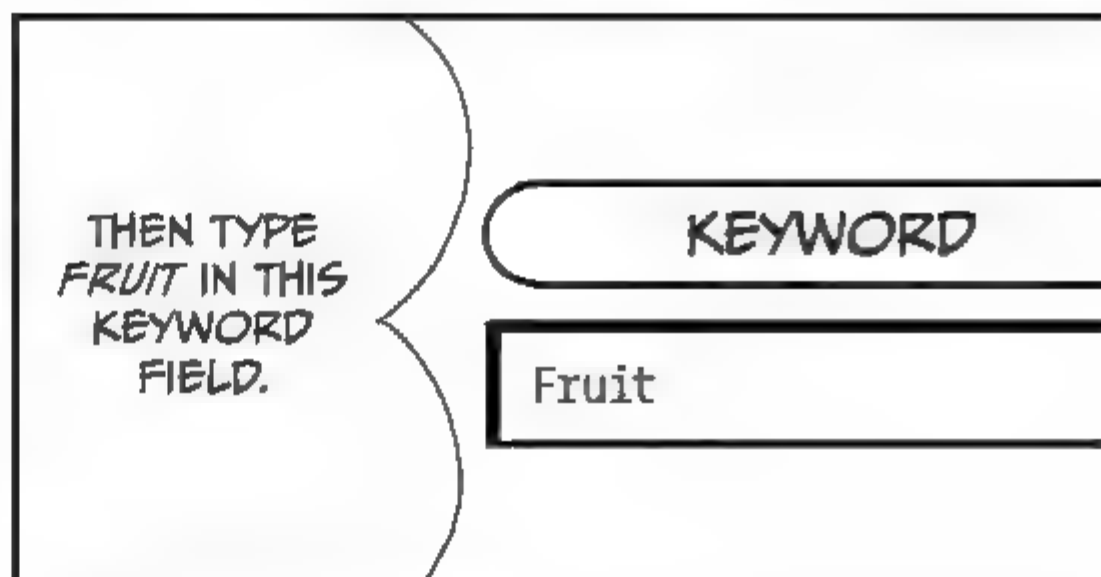 THEN TYPE
FRUIT IN THIS
KEYWORD
FIELD.
KEYWORD
Fruit